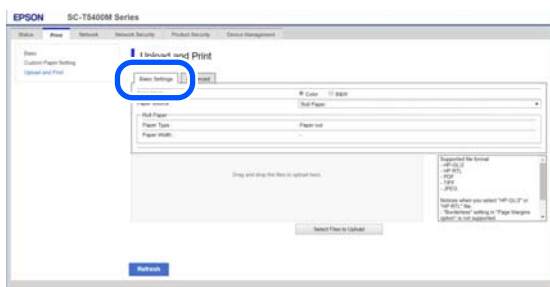 EPSON SC-T5400M Series
Status Print Network Network Security Product Security Device Management
Basic
Custom Paper Setting
Upload and Print
Upload and Print
Basic Settings
Color B&W
Roll Paper
Roll Paper
Paper Type Paper out
Paper Width -
Drag and drop the files to upload here.
Supported file format
- HP-GL/2
- HP RTL
- PDF
- TIFF
- JPEG
Notices when you select "HP-GL/2" or
"HP RTL" file.
- "Borderless" setting in "Page Margins
option" is not supported
Select Files to Upload
Refresh